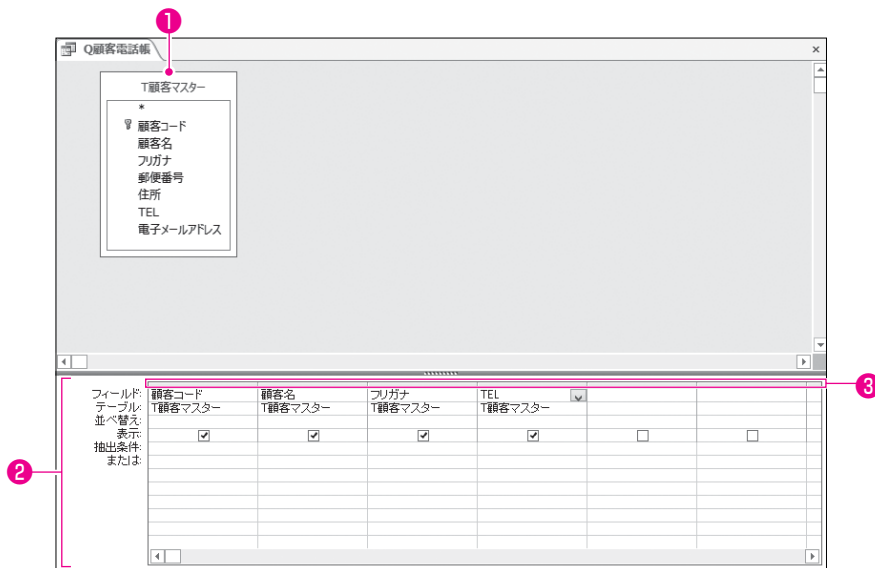 ❶
Q顧客電話帳
×
T顧客マスター
*
顧客コード
顧客名
フリガナ
郵便番号
住所
TEL
電子メールアドレス
❸
❷
フィールド: 顧客コード 顧客名 フリガナ TEL
テーブル: T顧客マスター T顧客マスター T顧客マスター T顧客マスター
並べ替え:
表示:
抽出条件:
または: